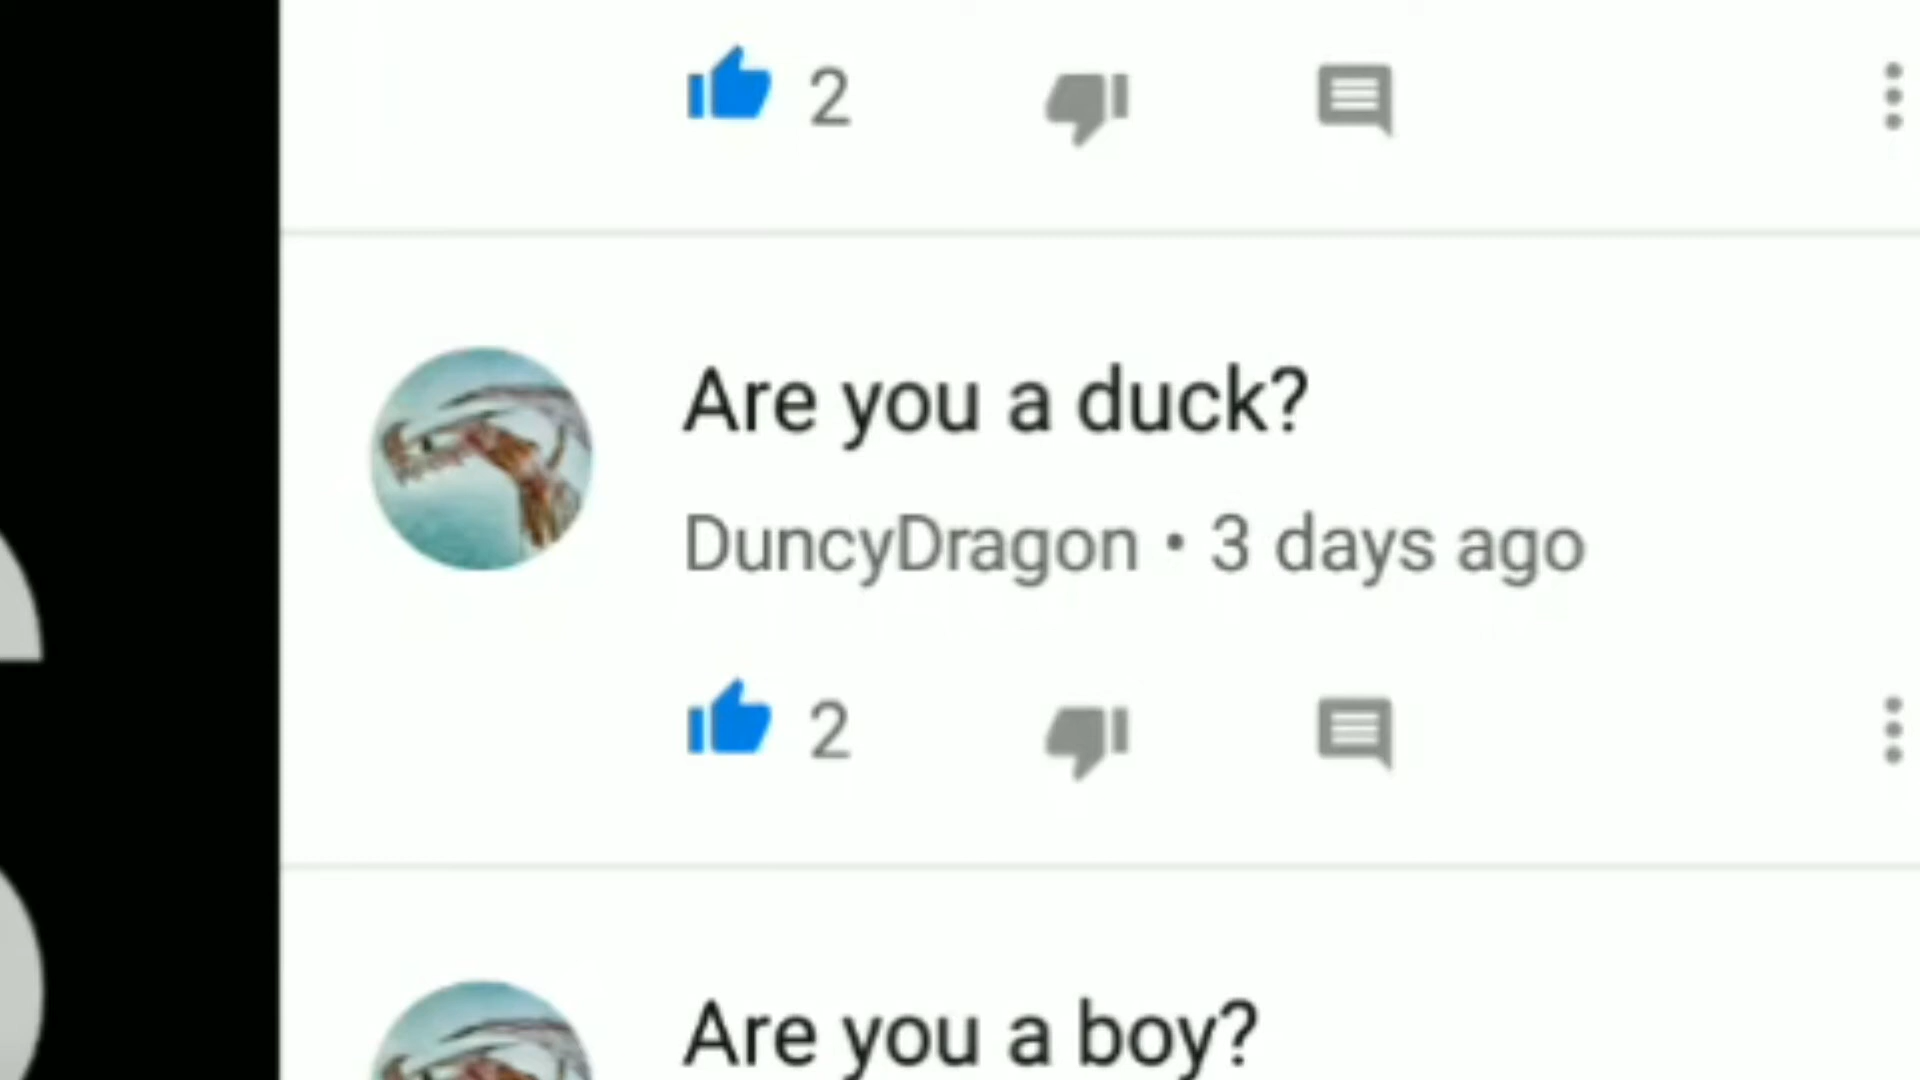 2
Are you a duck?
DuncyDragon • 3 days ago
2
Are you a boy?